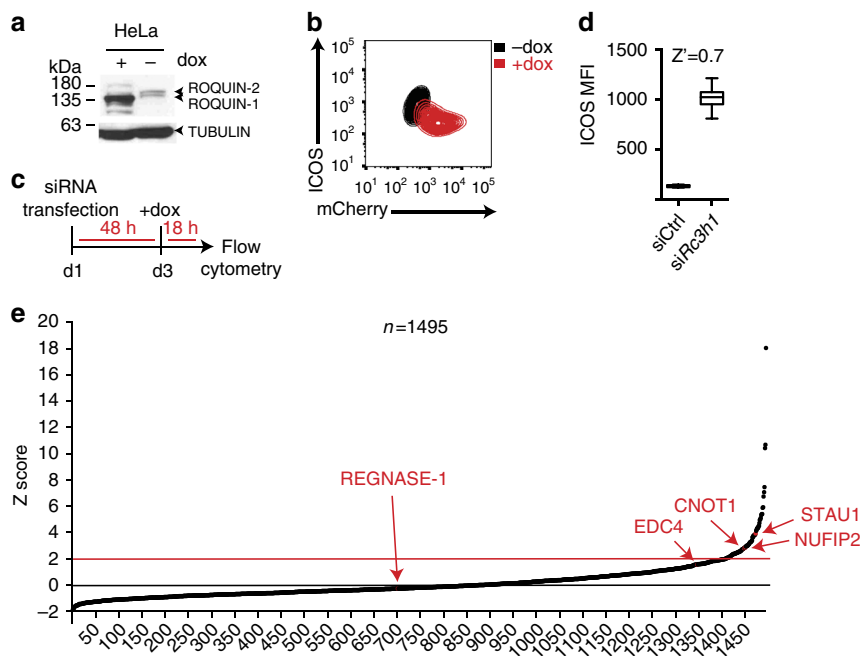 a
HeLa
kDa + – dox
180
135
63
ROQUIN-2
ROQUIN-1
TUBULIN
b
10^5
10^4
10^3
10^2
10^1
ICOS
10^1 10^2 10^3 10^4 10^5
mCherry
–dox
+dox
d
1500
1000
500
ICOS MFI
Z'=0.7
siCtrl
siRc3h1
c
siRNA
transfection +dox
48 h 18 h
d1 d3
Flow
cytometry
e
n=1495
20
18
16
14
12
10
8
6
4
2
0
–2
Z score
REGNASE-1
EDC4
CNOT1
STAU1
NUFIP2
50 100 150 200 250 300 350 400 450 500 550 600 650 700 750 800 850 900 950 1000 1050 1100 1150 1200 1250 1300 1350 1400 1450